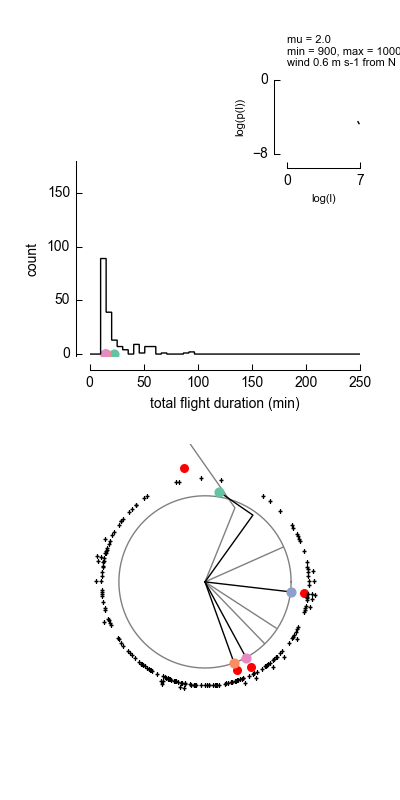 mu = 2.0
min = 900, max = 1000
wind 0.6 m s-1 from N
0
log(p(l))
−8
0 7
log(l)
150
100
50
0
count
0 50 100 150 200 250
total flight duration (min)